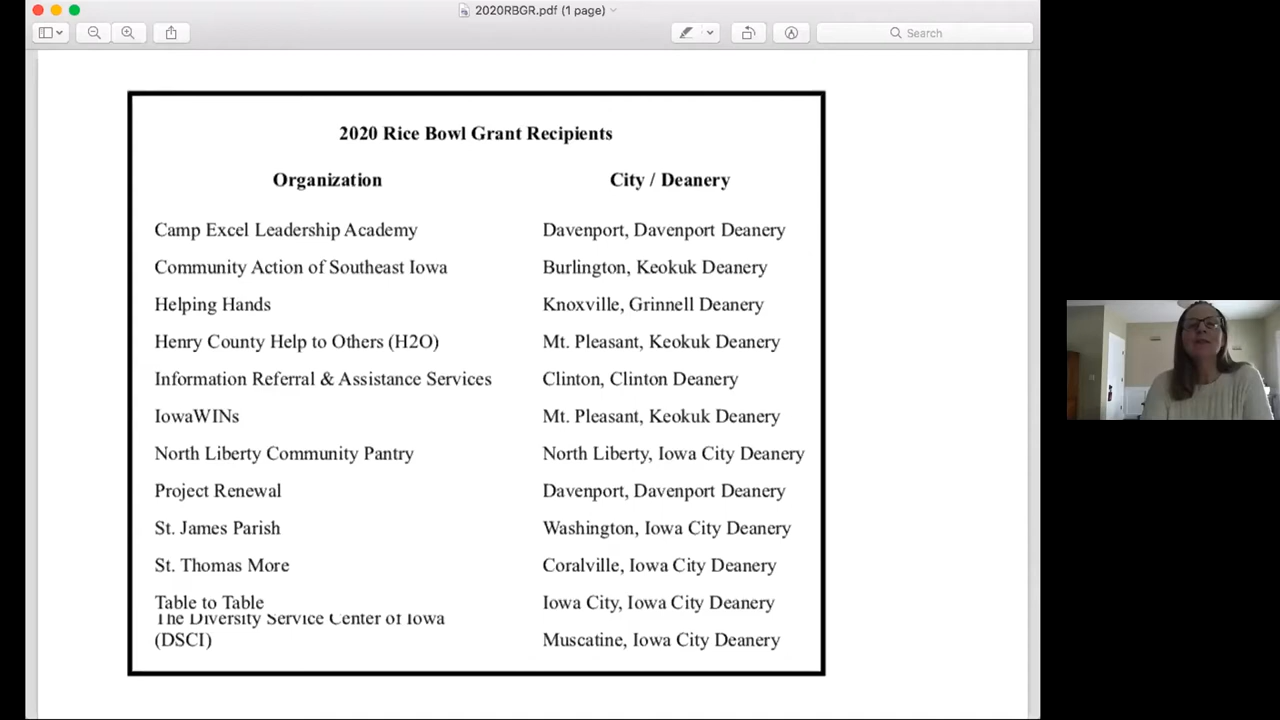 2020RBGR.pdf (1 page)
Search
2020 Rice Bowl Grant Recipients
Organization City / Deanery
Camp Excel Leadership Academy Davenport, Davenport Deanery
Community Action of Southeast Iowa Burlington, Keokuk Deanery
Helping Hands Knoxville, Grinnell Deanery
Henry County Help to Others (H2O) Mt. Pleasant, Keokuk Deanery
Information Referral & Assistance Services Clinton, Clinton Deanery
IowaWINs Mt. Pleasant, Keokuk Deanery
North Liberty Community Pantry North Liberty, Iowa City Deanery
Project Renewal Davenport, Davenport Deanery
St. James Parish Washington, Iowa City Deanery
St. Thomas More Coralville, Iowa City Deanery
Table to Table Iowa City, Iowa City Deanery
The Diversity Service Center of Iowa
(DSCI) Muscatine, Iowa City Deanery